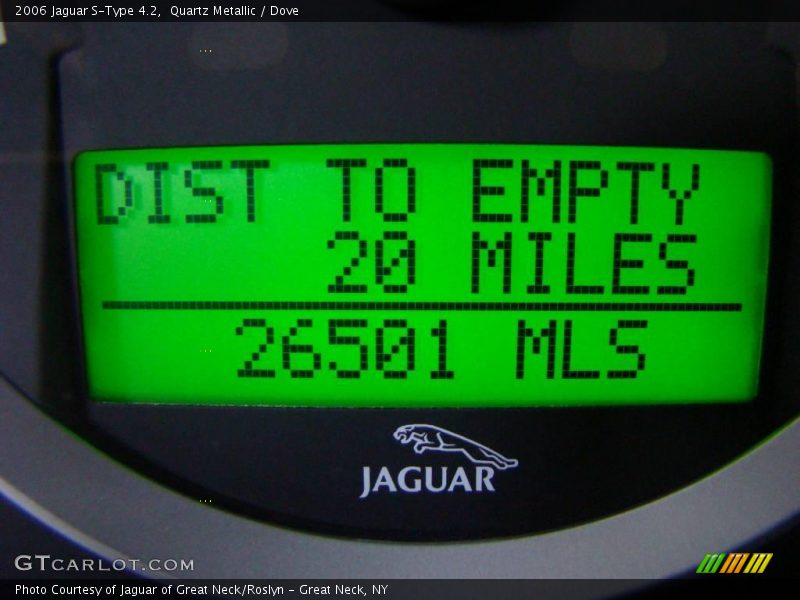 2006 Jaguar S-Type 4.2,  Quartz Metallic / Dove
DIST TO EMPTY
20 MILES
26501 MLS
JAGUAR
GTCARLOT.COM
Photo Courtesy of Jaguar of Great Neck/Roslyn - Great Neck, NY